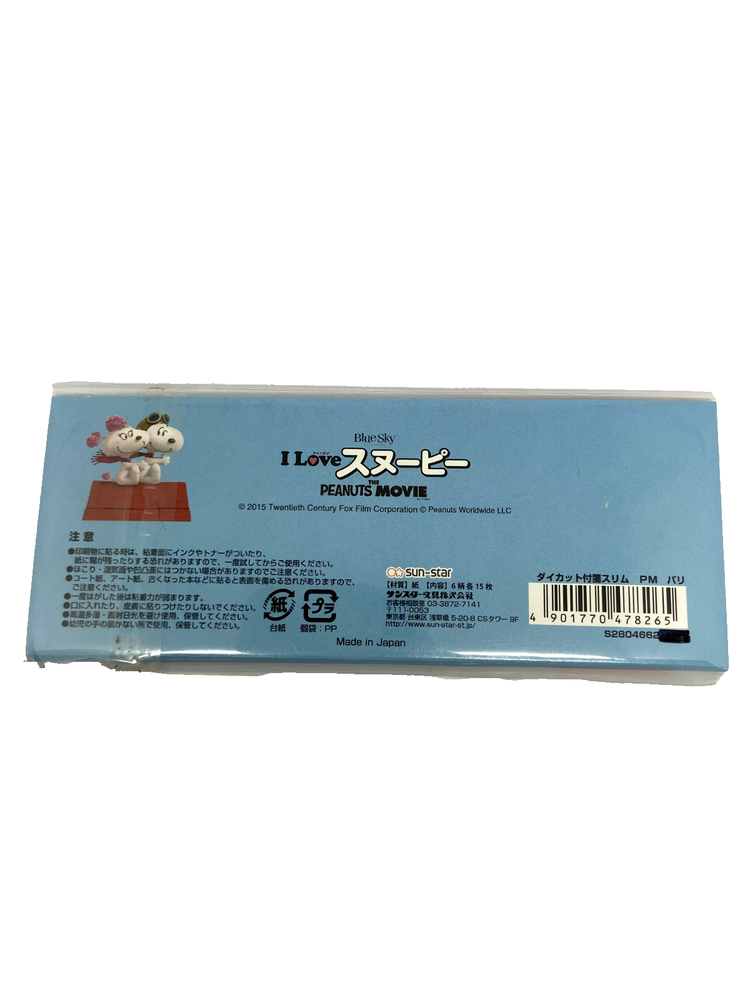 Blue Sky
I Love スヌーピー
THE
PEANUTS MOVIE
© 2015 Twentieth Century Fox Film Corporation © Peanuts Worldwide LLC
注意
●印刷物に貼る時は、粘着面にインクやトナーがついたり、
紙に糊が残ったりする恐れがありますので、一度試してからご使用ください。
●ほこり・湿気面や凹凸面にはつかない場合がありますのでご注意ください。
●コート紙、アート紙、古くなった本などに貼ると表面を傷める恐れがありますので、
ご注意ください。
●一度はがした後は粘着力が弱まります。
●口に入れたり、皮膚に貼りつけたりしないでください。
●高温多湿・直射日光を避け使用、保管してください。
●幼児の手の届かない所で使用、保管してください。
紙
台紙
プラ
個袋:PP
Made in Japan
sun-star
【材質】紙 【内容】6柄各15枚
サンスター文具株式会社
お客様相談室 03-3872-7141
〒111-0053
東京都 台東区 浅草橋 5-20-8 CSタワー 9F
http://www.sun-star-st.jp/
ダイカット付箋スリム PM パリ
4 901770 478265
S2804662